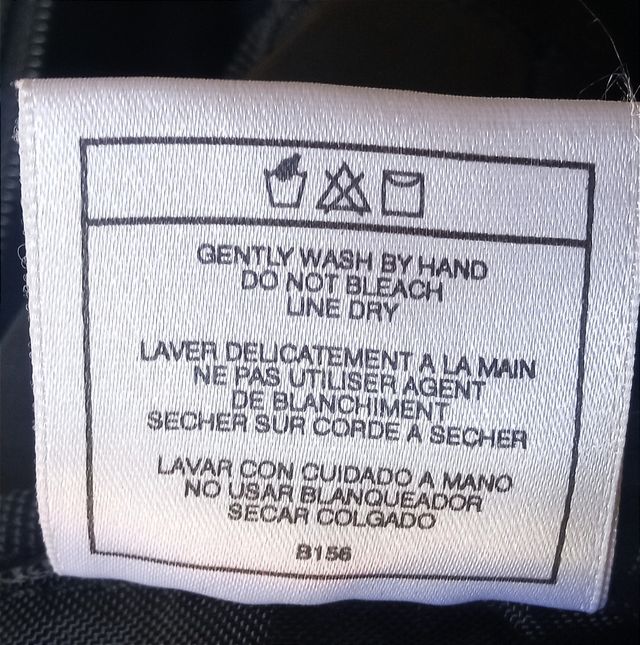 GENTLY WASH BY HAND
DO NOT BLEACH
LINE DRY
LAVER DELICATEMENT A LA MAIN
NE PAS UTILISER AGENT
DE BLANCHIMENT
SECHER SUR CORDE A SECHER
LAVAR CON CUIDADO A MANO
NO USAR BLANQUEADOR
SECAR COLGADO
B156